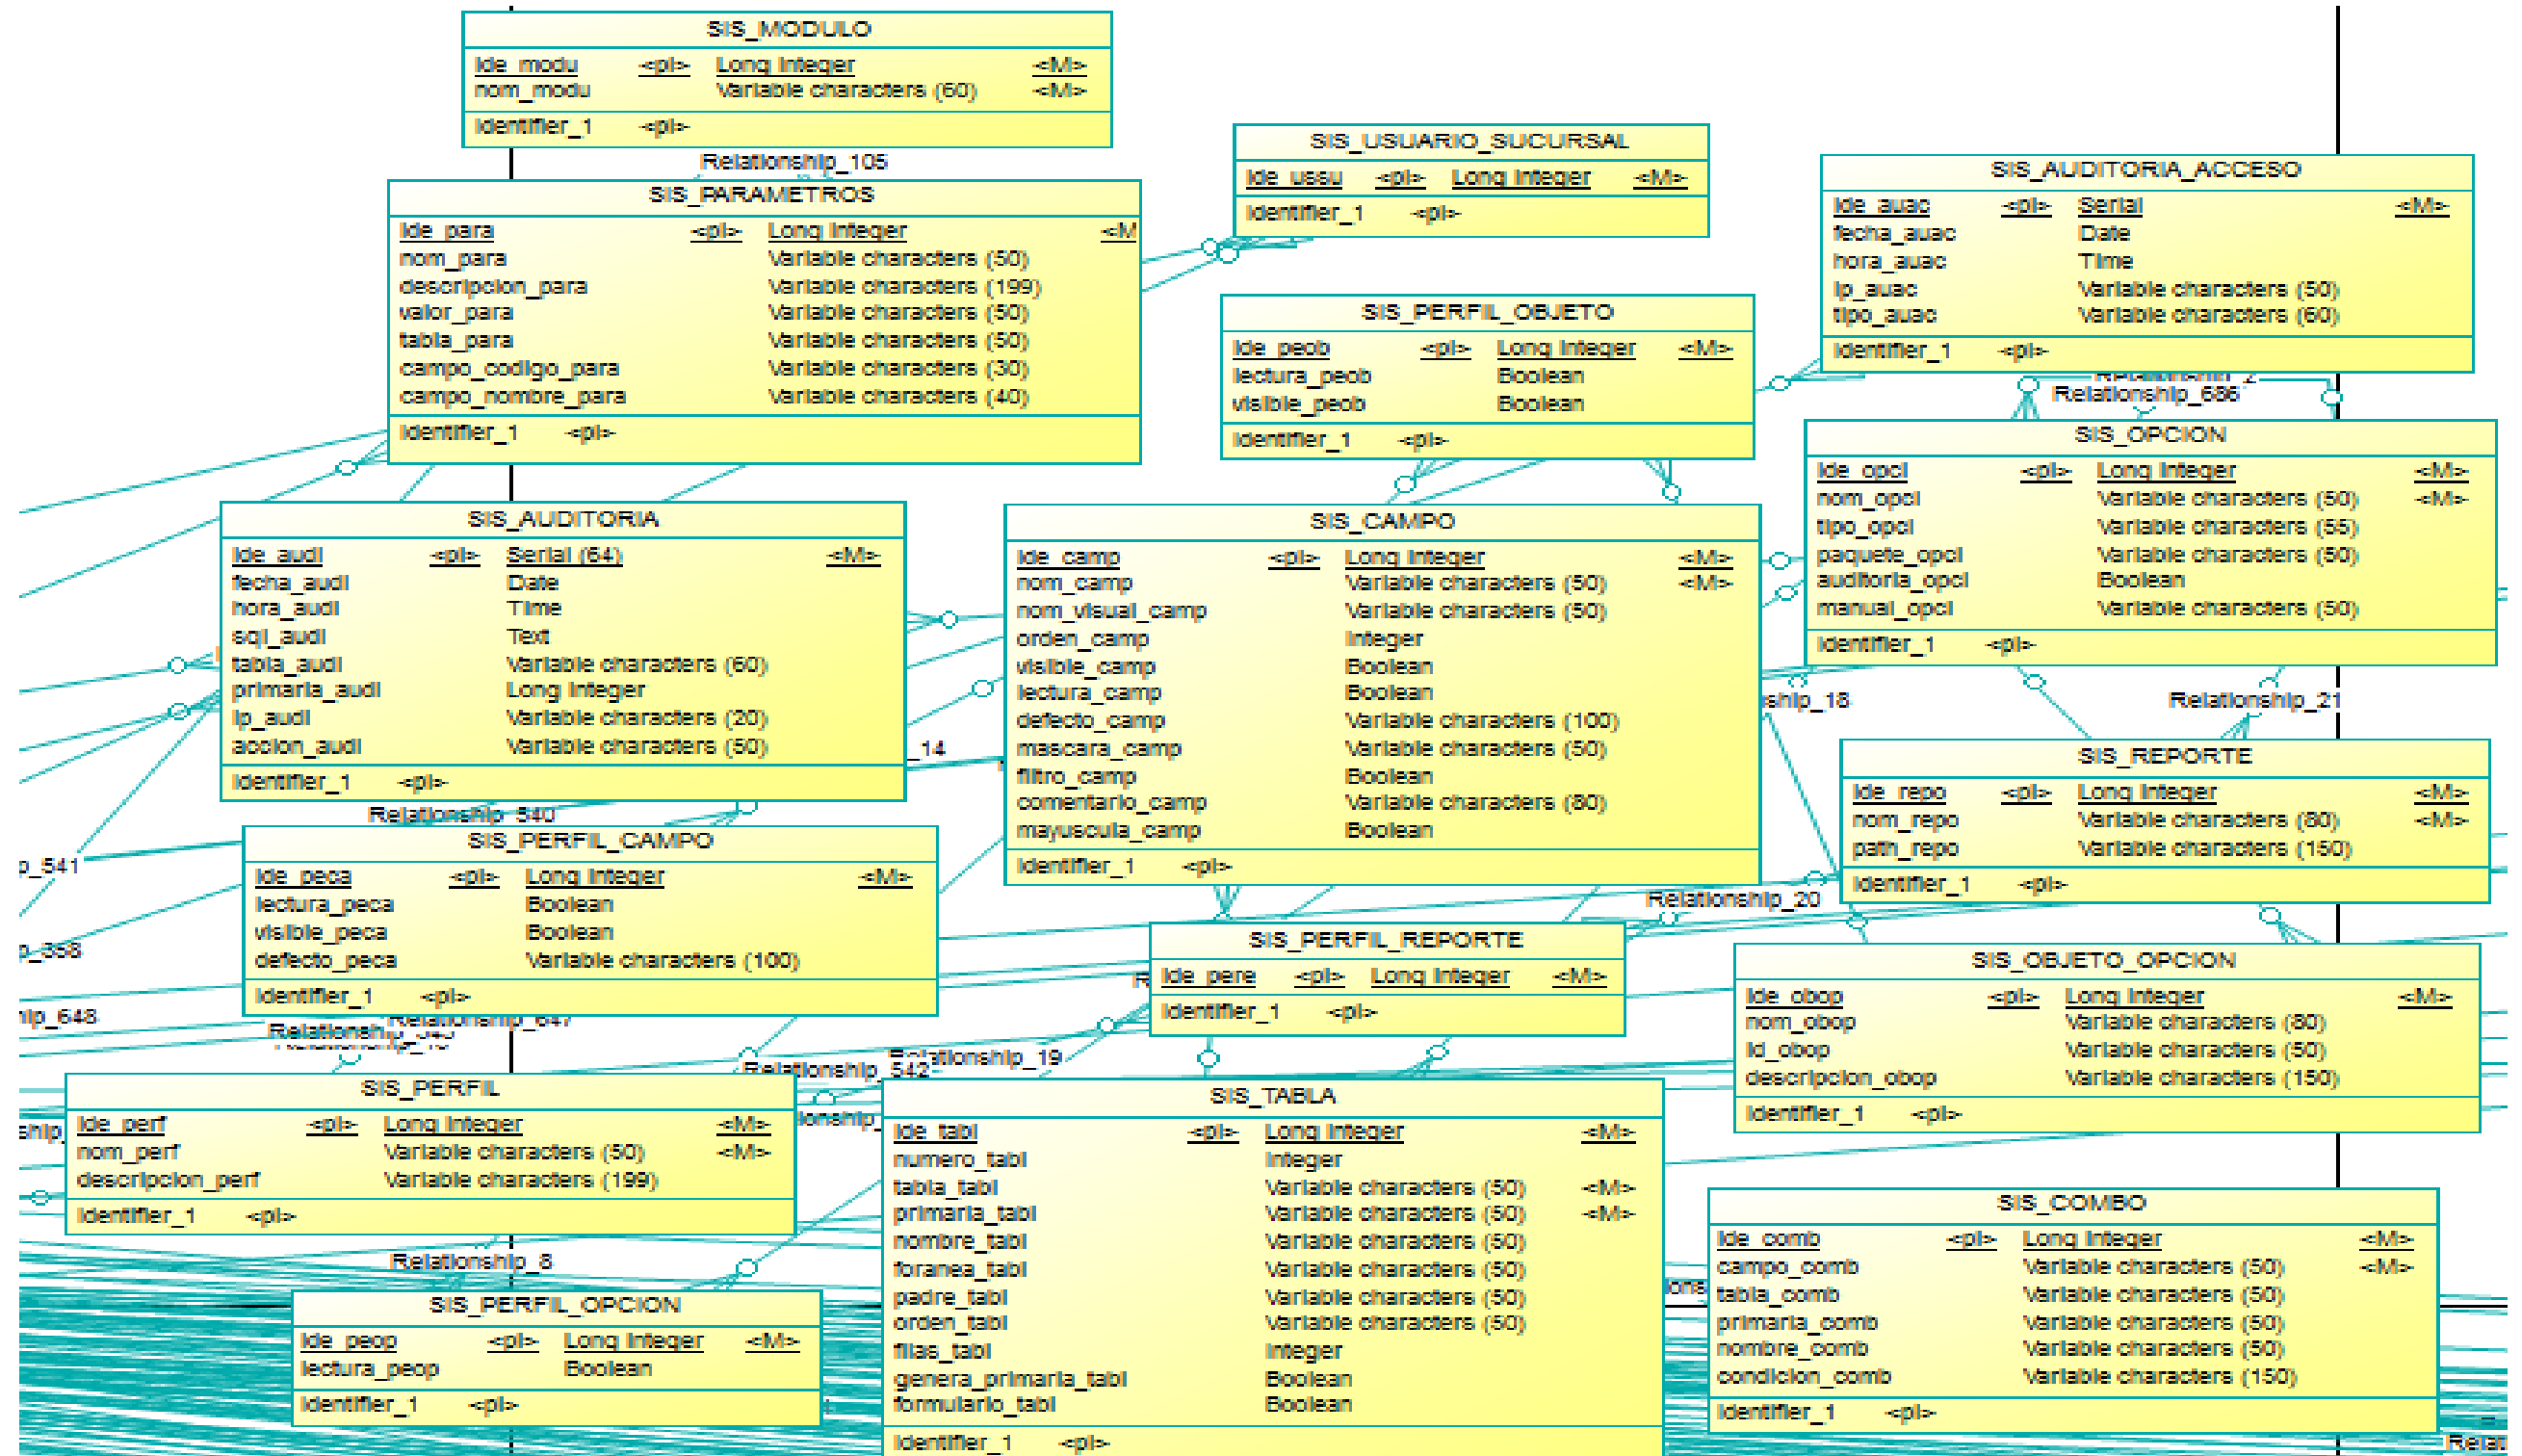 SIS_MODULO
ide_modu <pi> Long integer <M>
nom_modu Variable characters (60) <M>
Identifier_1 <pi>
Relationship_105
SIS_PARAMETROS
ide_para <pi> Long integer <M
nom_para Variable characters (50)
descripcion_para Variable characters (199)
valor_para Variable characters (50)
tabla_para Variable characters (50)
campo_codigo_para Variable characters (30)
campo_nombre_para Variable characters (40)
Identifier_1 <pi>
SIS_USUARIO_SUCURSAL
ide_ussu <pi> Long integer <M>
Identifier_1 <pi>
SIS_AUDITORIA_ACCESO
ide_auac <pi> Serial <M>
fecha_auac Date
hora_auac Time
ip_auac Variable characters (50)
tipo_auac Variable characters (60)
Identifier_1 <pi>
Relationship_2
Relationship_686
SIS_PERFIL_OBJETO
ide_peob <pi> Long integer <M>
lectura_peob Boolean
visible_peob Boolean
Identifier_1 <pi>
SIS_OPCION
ide_opci <pi> Long integer <M>
nom_opci Variable characters (50) <M>
tipo_opci Variable characters (55)
paquete_opci Variable characters (50)
auditoria_opci Boolean
manual_opci Variable characters (50)
Identifier_1 <pi>
SIS_AUDITORIA
ide_audi <pi> Serial (64) <M>
fecha_audi Date
hora_audi Time
sql_audi Text
tabla_audi Variable characters (60)
primaria_audi Long integer
ip_audi Variable characters (20)
accion_audi Variable characters (50)
Identifier_1 <pi>
SIS_CAMPO
ide_camp <pi> Long integer <M>
nom_camp Variable characters (50) <M>
nom_visual_camp Variable characters (50)
orden_camp Integer
visible_camp Boolean
lectura_camp Boolean
defecto_camp Variable characters (100)
mascara_camp Variable characters (50)
filtro_camp Boolean
comentario_camp Variable characters (80)
mayuscula_camp Boolean
Identifier_1 <pi>
ship_18
Relationship_21
_14
SIS_REPORTE
ide_repo <pi> Long integer <M>
nom_repo Variable characters (80) <M>
path_repo Variable characters (150)
Identifier_1 <pi>
Relationship_540
SIS_PERFIL_CAMPO
ide_peca <pi> Long integer <M>
lectura_peca Boolean
visible_peca Boolean
defecto_peca Variable characters (100)
Identifier_1 <pi>
p_541
p_358
ip_648
Relationship_647
Relationship_20
SIS_PERFIL_REPORTE
ide_pere <pi> Long integer <M>
Identifier_1 <pi>
SIS_OBJETO_OPCION
ide_obop <pi> Long integer <M>
nom_obop Variable characters (80)
id_obop Variable characters (50)
descripcion_obop Variable characters (150)
Identifier_1 <pi>
Relationship_19
Relationship_542
SIS_PERFIL
ide_perf <pi> Long integer <M>
nom_perf Variable characters (50) <M>
descripcion_perf Variable characters (199)
Identifier_1 <pi>
ship_
ionship_
SIS_TABLA
ide_tabl <pi> Long integer <M>
numero_tabl Integer
tabla_tabl Variable characters (50) <M>
primaria_tabl Variable characters (50) <M>
nombre_tabl Variable characters (50)
foranea_tabl Variable characters (50)
padre_tabl Variable characters (50)
orden_tabl Variable characters (50)
filas_tabl Integer
genera_primaria_tabl Boolean
formulario_tabl Boolean
Identifier_1 <pi>
Relationship_8
SIS_PERFIL_OPCION
ide_peop <pi> Long integer <M>
lectura_peop Boolean
Identifier_1 <pi>
ions
SIS_COMBO
ide_comb <pi> Long integer <M>
campo_comb Variable characters (50) <M>
tabla_comb Variable characters (50)
primaria_comb Variable characters (50)
nombre_comb Variable characters (50)
condicion_comb Variable characters (150)
Identifier_1 <pi>
Relat